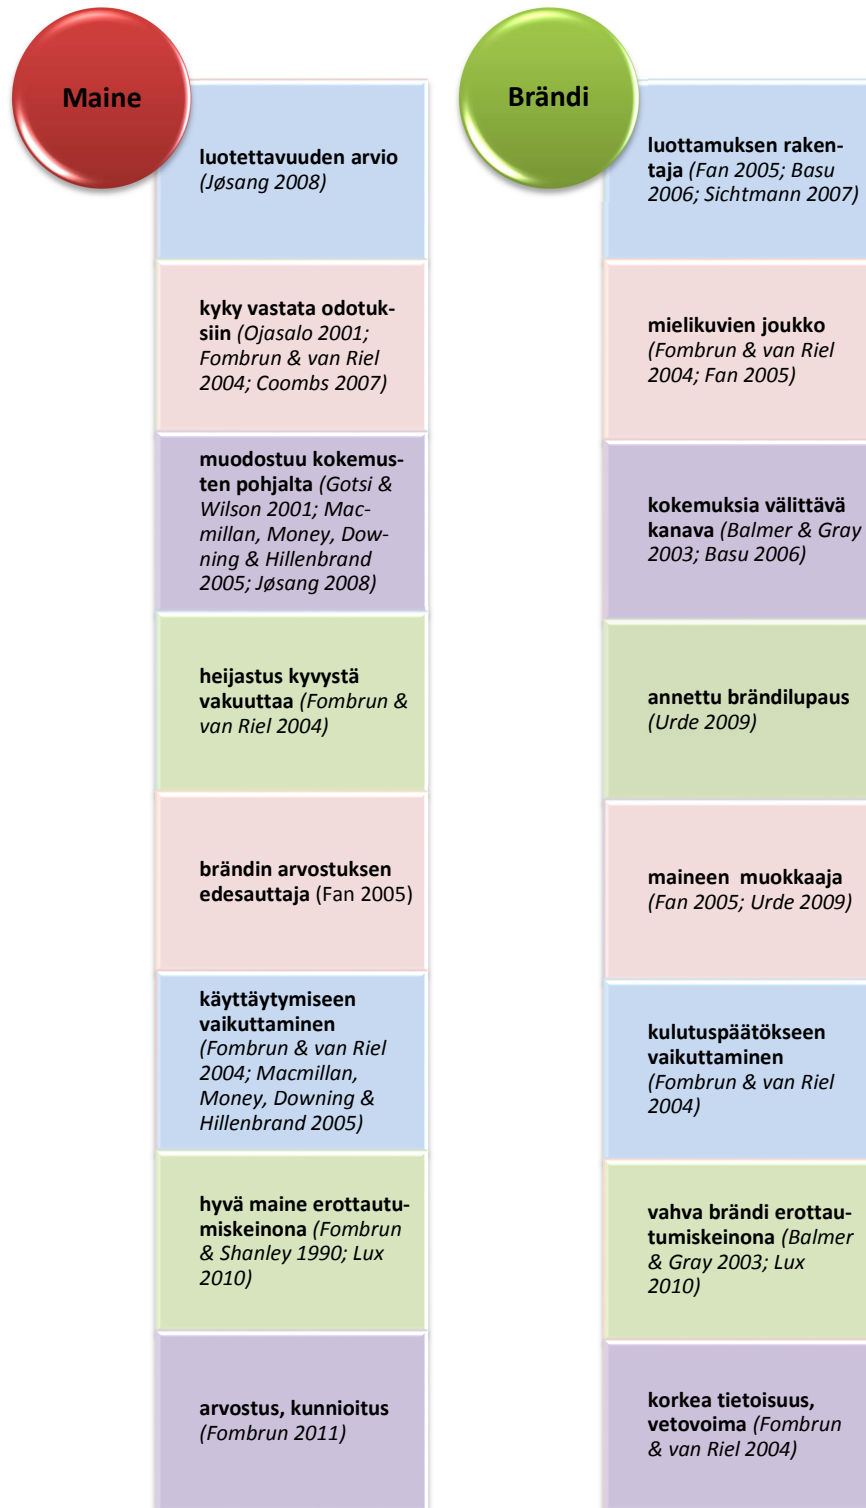 Maine
luotettavuuden arvio
(Jøsang 2008)
kyky vastata odotuk-
siin (Ojasalo 2001;
Fombrun & van Riel
2004; Coombs 2007)
muodostuu kokemus-
ten pohjalta (Gotsi &
Wilson 2001; Mac-
millan, Money, Dow-
ning & Hillenbrand
2005; Jøsang 2008)
heijastus kyvystä
vakuuttaa (Fombrun &
van Riel 2004)
brändin arvostuksen
edesauttaja (Fan 2005)
käyttäytymiseen
vaikuttaminen
(Fombrun & van Riel
2004; Macmillan,
Money, Downing &
Hillenbrand 2005)
hyvä maine erottautu-
miskeinona (Fombrun
& Shanley 1990; Lux
2010)
arvostus, kunnioitus
(Fombrun 2011)
Brändi
luottamuksen raken-
taja (Fan 2005; Basu
2006; Sichtmann 2007)
mielikuvien joukko
(Fombrun & van Riel
2004; Fan 2005)
kokemuksia välittävä
kanava (Balmer & Gray
2003; Basu 2006)
annettu brändilupaus
(Urde 2009)
maineen muokkaaja
(Fan 2005; Urde 2009)
kulutuspäätökseen
vaikuttaminen
(Fombrun & van Riel
2004)
vahva brändi erottau-
tumiskeinona (Balmer
& Gray 2003; Lux
2010)
korkea tietoisuus,
vetovoima (Fombrun
& van Riel 2004)